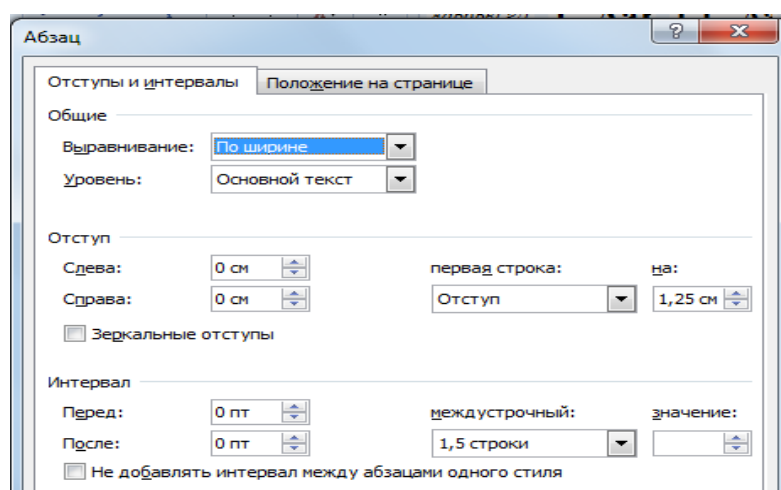 Абзац
Отступы и интервалы Положение на странице
Общие
Выравнивание: По ширине
Уровень: Основной текст
Отступ
Слева: 0 см первая строка: на:
Справа: 0 см Отступ 1,25 см
Зеркальные отступы
Интервал
Перед: 0 пт междустрочный: значение:
После: 0 пт 1,5 строки
Не добавлять интервал между абзацами одного стиля